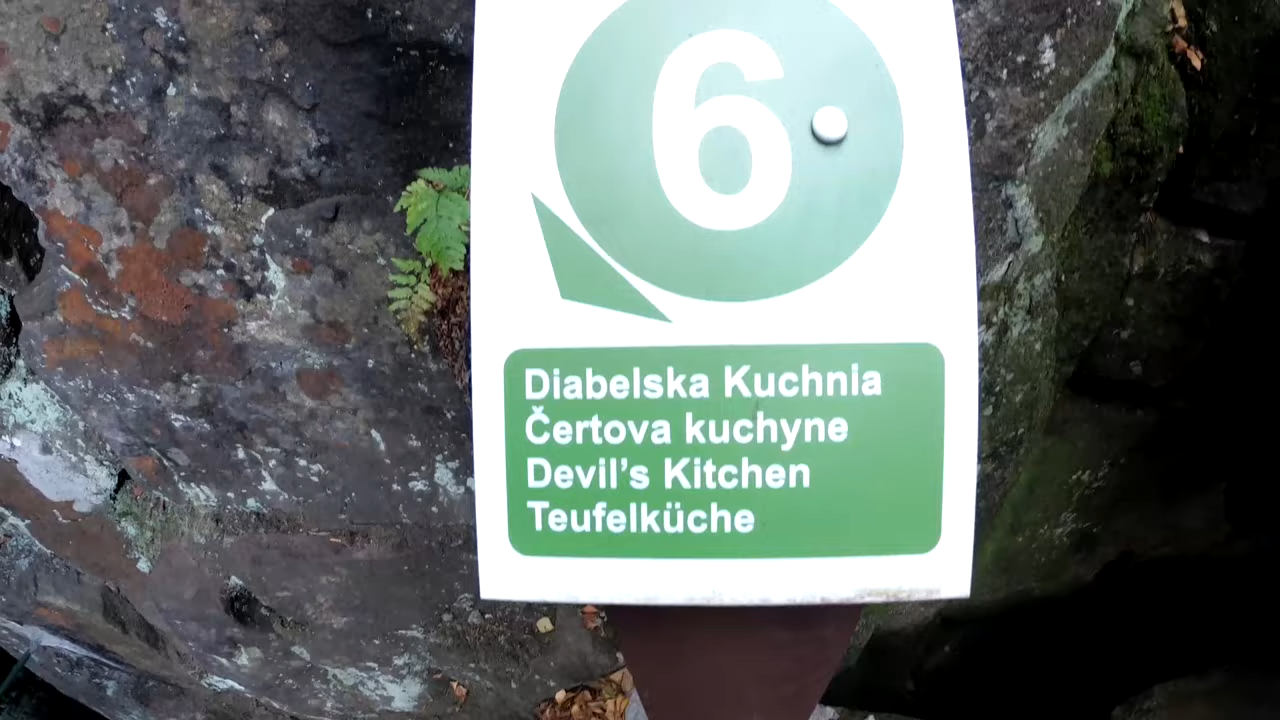 6
Diabelska Kuchnia
Čertova kuchyne
Devil's Kitchen
Teufelküche